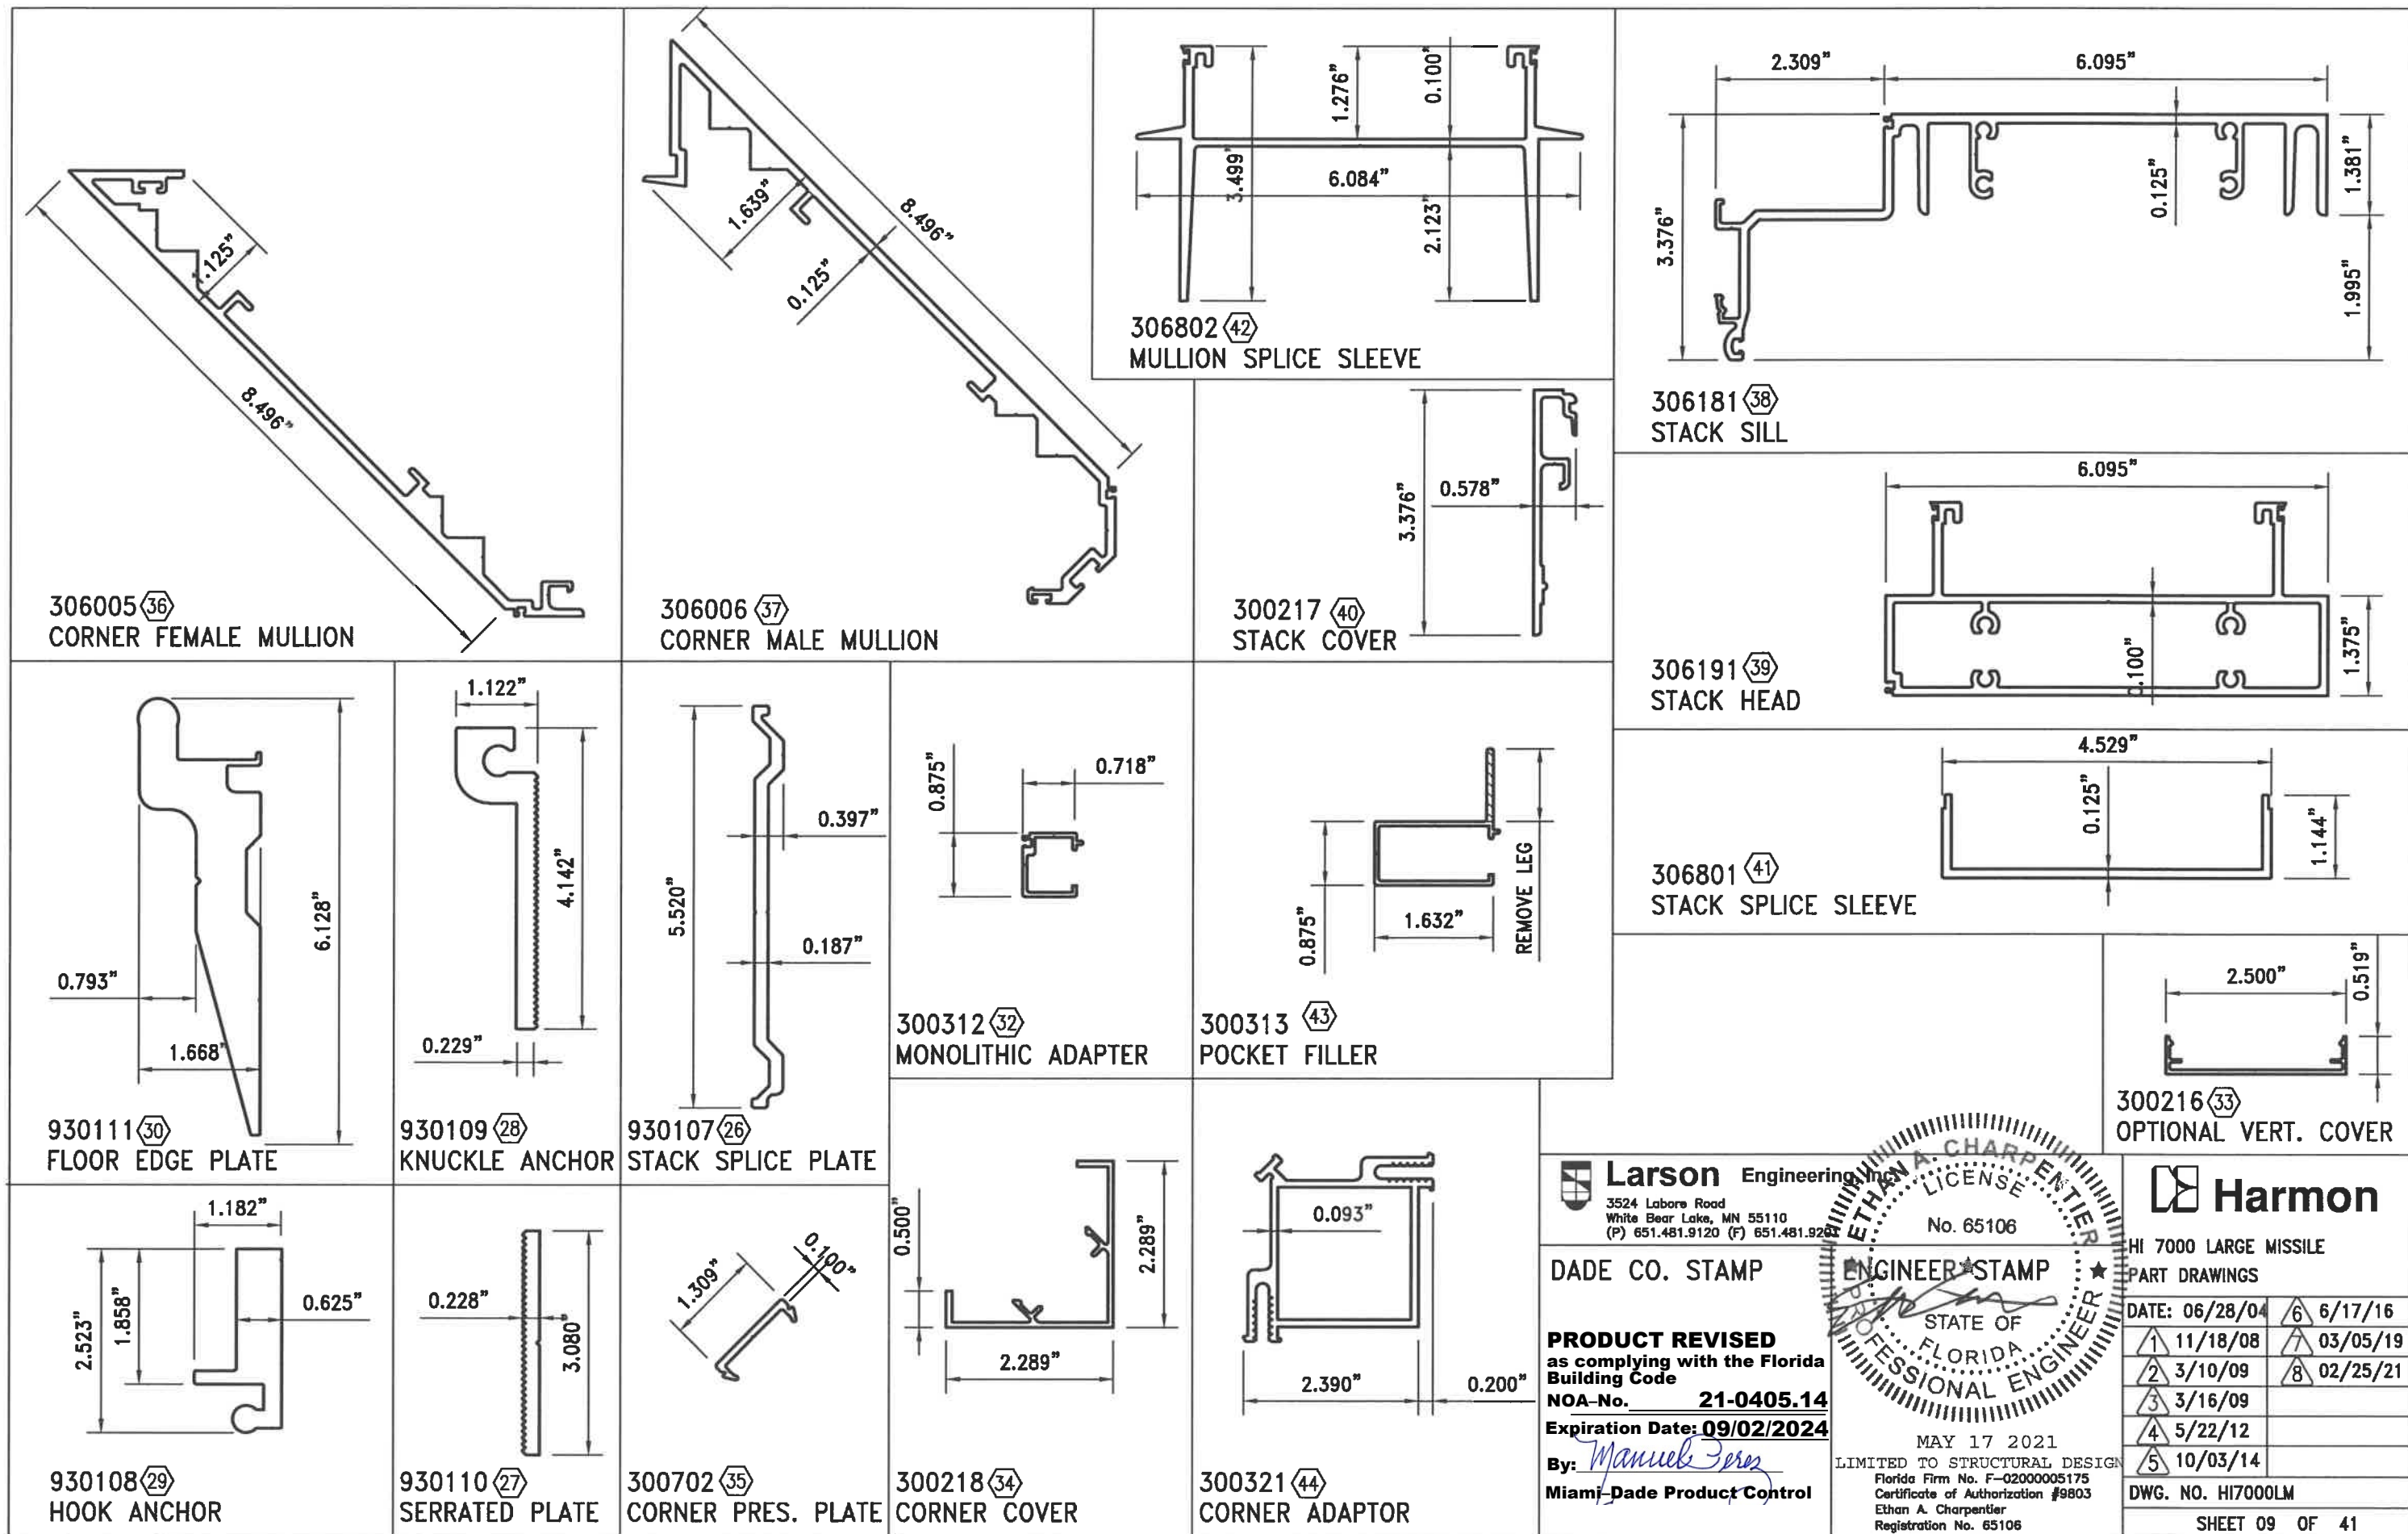 8.496"
1.125"
306005 36
CORNER FEMALE MULLION
1.639"
8.496"
0.125"
306006 37
CORNER MALE MULLION
1.276"
0.100"
3.499"
6.084"
2.123"
306802 42
MULLION SPLICE SLEEVE
2.309"
6.095"
3.376"
0.125"
1.381"
1.995"
306181 38
STACK SILL
3.376"
0.578"
300217 40
STACK COVER
6.095"
0.100"
1.375"
306191 39
STACK HEAD
4.529"
0.125"
1.144"
306801 41
STACK SPLICE SLEEVE
0.793"
1.668"
6.128"
930111 30
FLOOR EDGE PLATE
1.122"
4.142"
0.229"
930109 28
KNUCKLE ANCHOR
5.520"
0.397"
0.187"
930107 26
STACK SPLICE PLATE
0.875"
0.718"
300312 32
MONOLITHIC ADAPTER
0.875"
1.632"
REMOVE LEG
300313 43
POCKET FILLER
2.500"
0.519"
300216 33
OPTIONAL VERT. COVER
1.182"
2.523"
1.858"
0.625"
930108 29
HOOK ANCHOR
0.228"
3.080"
930110 27
SERRATED PLATE
1.309"
0.100"
300702 35
CORNER PRES. PLATE
0.500"
2.289"
2.289"
300218 34
CORNER COVER
0.093"
2.390"
0.200"
300321 44
CORNER ADAPTOR
Larson Engineering, Inc.
3524 Labore Road
White Bear Lake, MN 55110
(P) 651.481.9120 (F) 651.481.9201
DADE CO. STAMP
PRODUCT REVISED
as complying with the Florida
Building Code
NOA-No. 21-0405.14
Expiration Date: 09/02/2024
By: Manuel Perez
Miami-Dade Product Control
ETHAN A. CHARPENTIER
LICENSE
No. 65106
ENGINEER STAMP
STATE OF
FLORIDA
PROFESSIONAL ENGINEER
MAY 17 2021
LIMITED TO STRUCTURAL DESIGN
Florida Firm No. F-02000005175
Certificate of Authorization #9803
Ethan A. Charpentier
Registration No. 65106
Harmon
HI 7000 LARGE MISSILE
PART DRAWINGS
DATE: 06/28/04 6 6/17/16
1 11/18/08 7 03/05/19
2 3/10/09 8 02/25/21
3 3/16/09
4 5/22/12
5 10/03/14
DWG. NO. HI7000LM
SHEET 09 OF 41